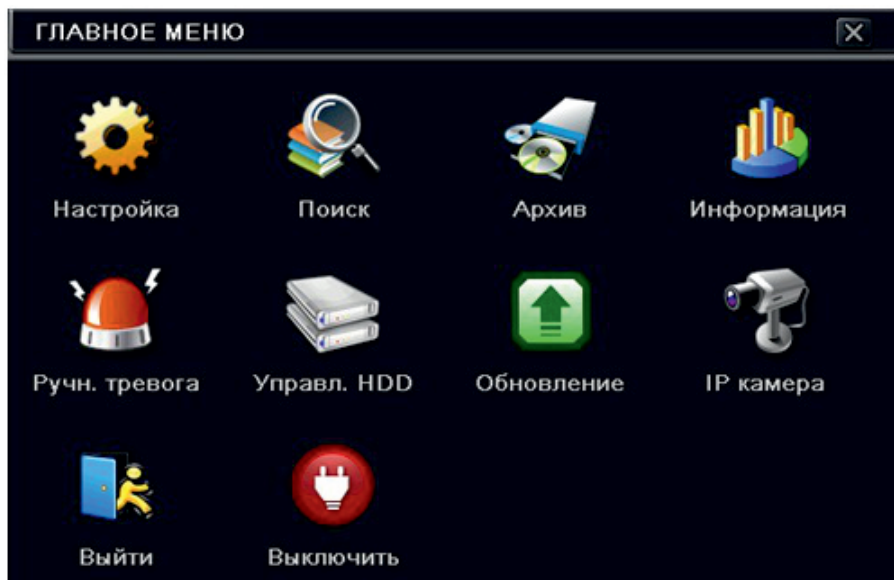 ГЛАВНОЕ МЕНЮ
Настройка
Поиск
Архив
Информация
Ручн. тревога
Управл. HDD
Обновление
IP камера
Выйти
Выключить